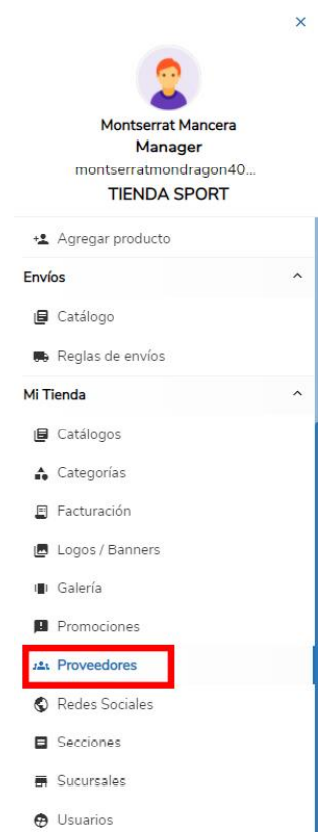 Montserrat Mancera
Manager
montserratmondragon40...
TIENDA SPORT
Agregar producto
Envíos
Catálogo
Reglas de envíos
Mi Tienda
Catálogos
Categorías
Facturación
Logos / Banners
Galería
Promociones
Proveedores
Redes Sociales
Secciones
Sucursales
Usuarios